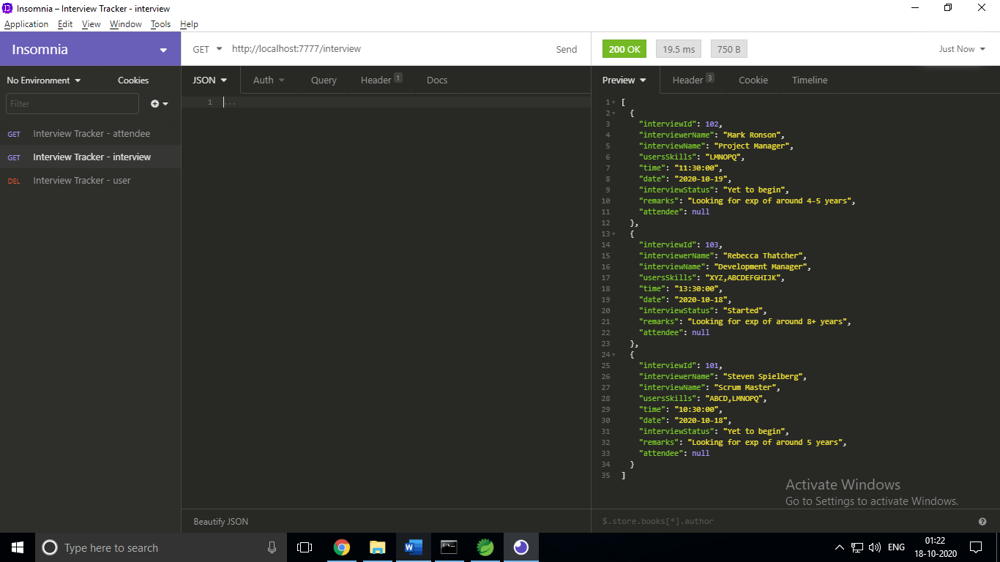 Insomnia – Interview Tracker - interview
Application Edit View Window Tools Help
Insomnia
GET http://localhost:7777/interview Send
200 OK 19.5 ms 750 B Just Now
No Environment Cookies
JSON Auth Query Header 1 Docs
Preview Header 3 Cookie Timeline
Filter
GET Interview Tracker - attendee
GET Interview Tracker - interview
DEL Interview Tracker - user
1 ...
1 [
2 {
3 "interviewId": 102,
4 "interviewerName": "Mark Ronson",
5 "interviewName": "Project Manager",
6 "usersSkills": "LMNOPQ",
7 "time": "11:30:00",
8 "date": "2020-10-19",
9 "interviewStatus": "Yet to begin",
10 "remarks": "Looking for exp of around 4-5 years",
11 "attendee": null
12 },
13 {
14 "interviewId": 103,
15 "interviewerName": "Rebecca Thatcher",
16 "interviewName": "Development Manager",
17 "usersSkills": "XYZ,ABCDEFGHIJK",
18 "time": "13:30:00",
19 "date": "2020-10-18",
20 "interviewStatus": "Started",
21 "remarks": "Looking for exp of around 8+ years",
22 "attendee": null
23 },
24 {
25 "interviewId": 101,
26 "interviewerName": "Steven Spielberg",
27 "interviewName": "Scrum Master",
28 "usersSkills": "ABCD,LMNOPQ",
29 "time": "10:30:00",
30 "date": "2020-10-18",
31 "interviewStatus": "Yet to begin",
32 "remarks": "Looking for exp of around 5 years",
33 "attendee": null
34 }
35 ]
Activate Windows
Go to Settings to activate Windows.
Beautify JSON
$.store.books[*].author
Type here to search
ENG
01:22
18-10-2020